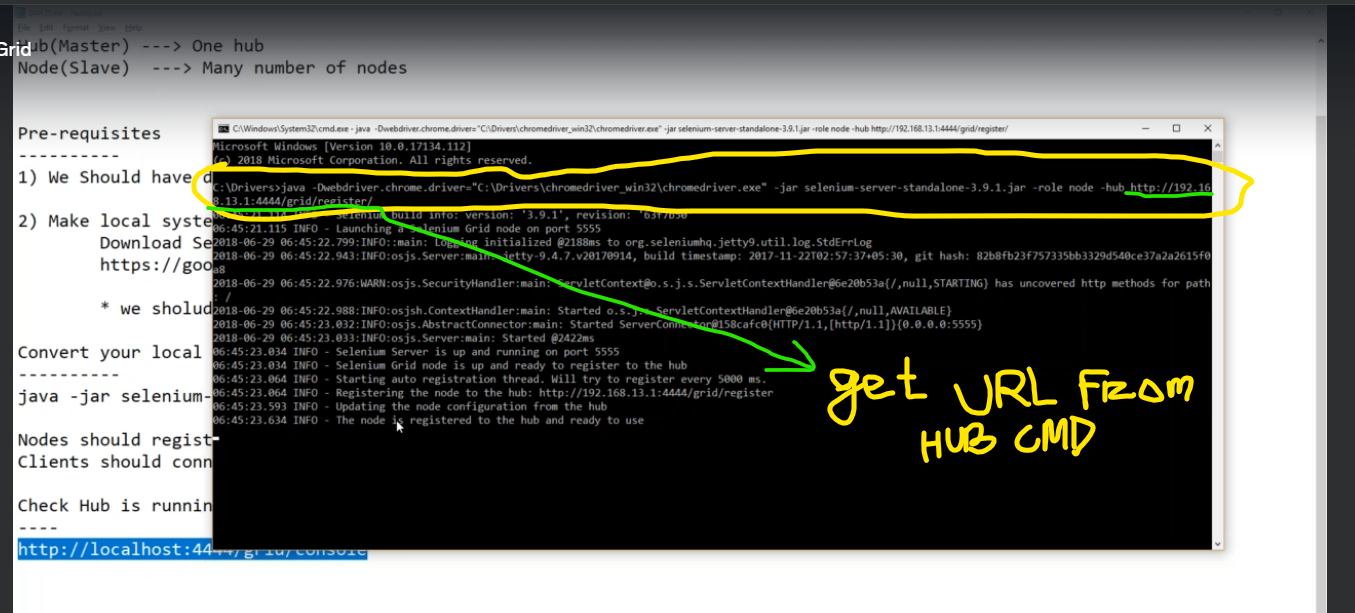 File Edit Format View Help
Grid
Hub(Master) ---> One hub
Node(Slave) ---> Many number of nodes
Pre-requisites
----------
1) We Should have d
2) Make local syste
Download Se
https://goo
* we sholud
Convert your local
----------
java -jar selenium-
Nodes should regist
Clients should conn
Check Hub is runnin
----
http://localhost:4444/grid/console
C:\Windows\System32\cmd.exe - java -Dwebdriver.chrome.driver="C:\Drivers\chromedriver_win32\chromedriver.exe" -jar selenium-server-standalone-3.9.1.jar -role node -hub http://192.168.13.1:4444/grid/register/
Microsoft Windows [Version 10.0.17134.112]
(c) 2018 Microsoft Corporation. All rights reserved.
C:\Drivers>java -Dwebdriver.chrome.driver="C:\Drivers\chromedriver_win32\chromedriver.exe" -jar selenium-server-standalone-3.9.1.jar -role node -hub http://192.16
8.13.1:4444/grid/register/
INFO - Selenium build info: version: '3.9.1', revision:
06:45:21.115 INFO - Launching a Selenium Grid node on port 5555
2018-06-29 06:45:22.799:INFO::main: Logging initialized @2188ms to org.seleniumhq.jetty9.util.log.StdErrLog
2018-06-29 06:45:22.943:INFO:osjs.Server:main: jetty-9.4.7.v20170914, build timestamp: 2017-11-22T02:57:37+05:30, git hash: 82b8fb23f757335bb3329d540ce37a2a2615f0
a8
2018-06-29 06:45:22.976:WARN:osjs.SecurityHandler:main: ServletContext@o.s.j.s.ServletContextHandler@6e20b53a{/,null,STARTING} has uncovered http methods for path
: /
2018-06-29 06:45:22.988:INFO:osjsh.ContextHandler:main: Started o.s.j.s.ServletContextHandler@6e20b53a{/,null,AVAILABLE}
2018-06-29 06:45:23.032:INFO:osjs.AbstractConnector:main: Started ServerConnector@158cafc0{HTTP/1.1,[http/1.1]}{0.0.0.0:5555}
2018-06-29 06:45:23.033:INFO:osjs.Server:main: Started @2422ms
06:45:23.034 INFO - Selenium Server is up and running on port 5555
06:45:23.034 INFO - Selenium Grid node is up and ready to register to the hub
06:45:23.064 INFO - Starting auto registration thread. Will try to register every 5000 ms.
06:45:23.064 INFO - Registering the node to the hub: http://192.168.13.1:4444/grid/register
06:45:23.593 INFO - Updating the node configuration from the hub
06:45:23.634 INFO - The node is registered to the hub and ready to use
get URL From
HUB CMD